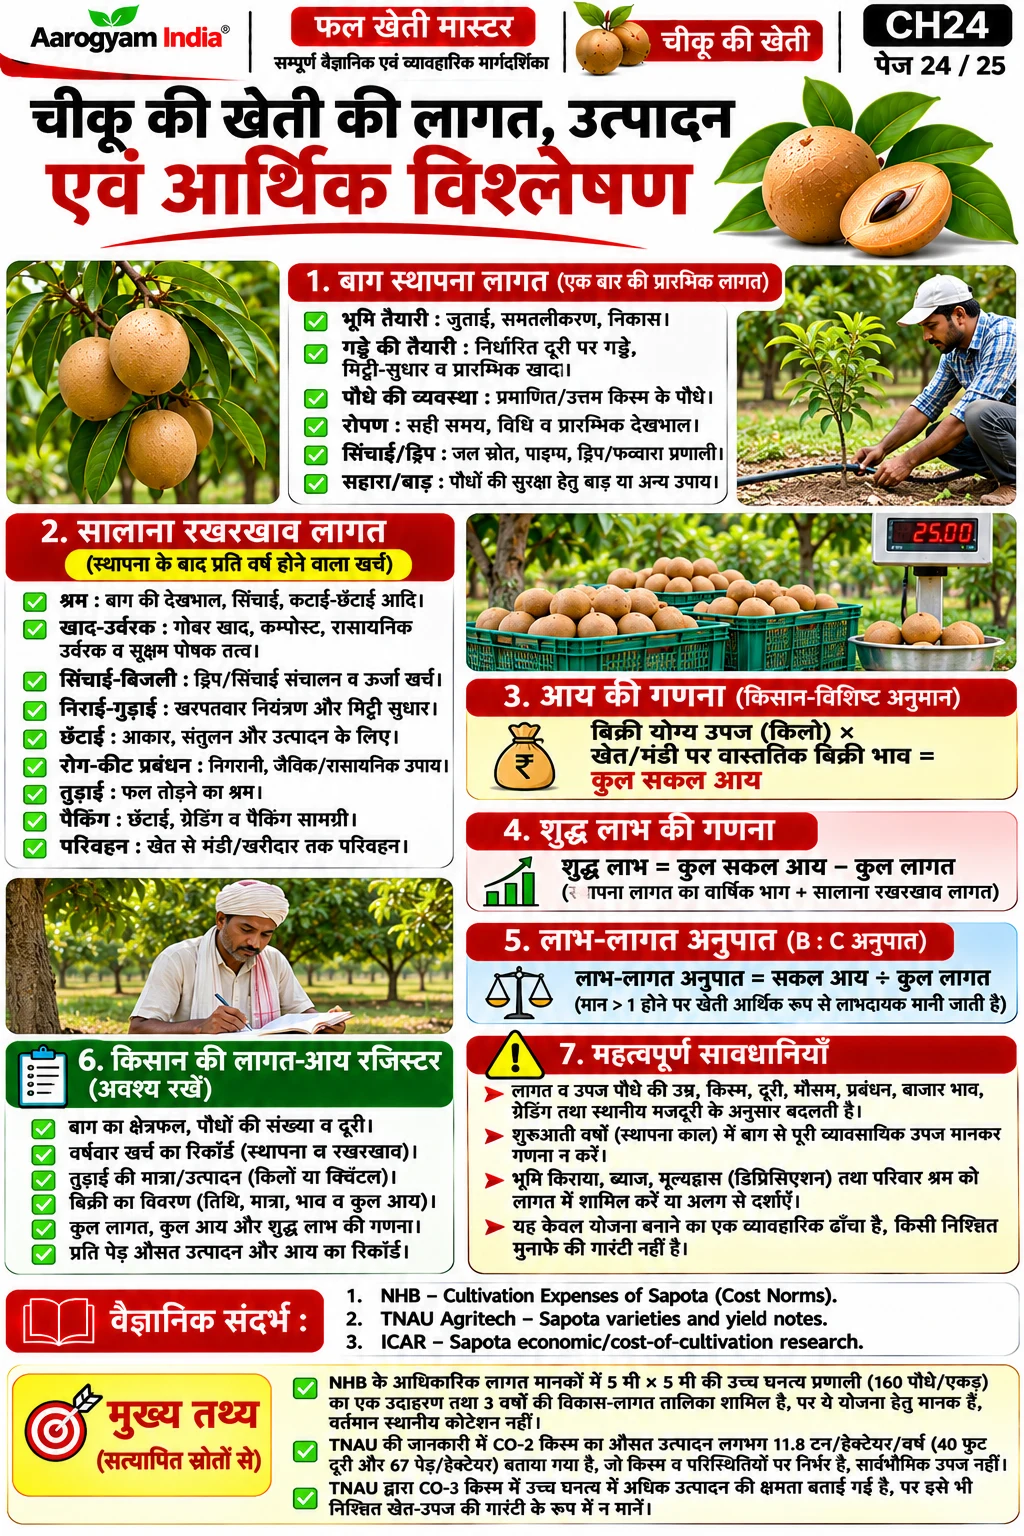 Aarogyam India®
फल खेती मास्टर
सम्पूर्ण वैज्ञानिक एवं व्यावहारिक मार्गदर्शिका
चीकू की खेती
CH24
पेज 24 / 25
चीकू की खेती की लागत, उत्पादन
एवं आर्थिक विश्लेषण
1. बाग स्थापना लागत (एक बार की प्रारभिक लागत)
भूमि तैयारी : जुताई, समतलीकरण, निकास।
गड्ढे की तैयारी : निर्धारित दूरी पर गड्ढे,
मिट्टी-सुधार व प्रारम्भिक खाद।।
पौधे की व्यवस्था : प्रमाणित/उत्तम किस्म के पौधे।
रोपण : सही समय, विधि व प्रारम्भिक देखभाल।
सिंचाई/ड्रिप : जल स्रोत, पाइप्म, ड्रिप/फव्वारा प्रणाली।
सहारा/बाड़ : पौधों की सुरक्षा हेतु बाड़ या अन्य उपाय।
2. सालाना रखरखाव लागत
(स्थापना के बाद प्रति वर्ष होने वाला खर्च)
श्रम : बाग की देखभाल, सिंचाई, कटाई-छँटाई आदि।
खाद-उर्वरक : गोबर खाद, कम्पोस्ट, रासायनिक
उर्वरक व सूक्षम पोषक तत्व।
सिंचाई-बिजली : ड्रिप/सिंचाई संचालन व ऊर्जा खर्च।
निराई-गुड़ाई : खरपतवार नियंत्रण और मिट्टी सुधार।
छँटाई : आकार, संतुलन और उत्पादन के लिए।
रोग-कीट प्रबंधन : निगरानी, जैविक/रासायनिक उपाय।
तुड़ाई : फल तोड़ने का श्रम।
पैकिंग : छँटाई, ग्रेडिंग व पैकिंग सामग्री।
परिवहन : खेत से मंडी/खरीदार तक परिवहन।
25.00
3. आय की गणना (किसान-विशिष्ट अनुमान)
₹
बिक्री योग्य उपज (किलो) ×
खेत/मंडी पर वास्ततिक बिक्री भाव =
कुल सकल आय
4. शुद्ध लाभ की गणना
शुद्ध लाभ = कुल सकल आय – कुल लागत
लागत का वार्षिक भाग + सालाना रखरखाव लागत)
5. लाभ-लागत अनुपात (B : C अनुपात)
लाभ-लागत अनुपात = सकल आय ÷ कुल लागत
(मान > 1 होने पर खेती आर्थिक रूप से लाभदायक मानी जाती है)
6. किसान की लागत-आय रजिस्टर
(अवश्य रखें)
बाग का क्षेत्रफल, पौधों की संख्या व दूरी।
वर्षवार खर्च का रिकॉर्ड (स्थापना व रखरखाव)।
तुड़ाई की मात्रा/उत्पादन (किलों या क्विंटल)।
बिक्री का विवरण (तिथि, मात्रा, भाव व कुल आय)।
कुल लागत, कुल आय और शुद्ध लाभ की गणना।
प्रति पेड़ औसत उत्पादन और आय का रिकॉर्ड।
7. महत्वपूर्ण सावधानियाँ
लागत व उपज पौधे की उम्र, किस्म, दूरी, मौसम, प्रबंधन, बाजार भाव,
ग्रेडिंग तथा स्थानीय मजदूरी के अनुसार बदलती है।
शुरुआती वर्षो (स्थापना काल) में बाग से पूरी व्यावसायिक उपज मानकर
गणना न करें।
भूमि किराया, ब्याज, मूल्यह्रास (डिप्रिसिएशन) तथा परिवार श्रम को
लागत में शामिल करें या अलग से दर्शाएँ।
यह केवल योजना बनाने का एक व्यावहारिक ढाँचा है, किसी निश्चित
मुनाफे की गारंटी नहीं है।
वैज्ञानिक संदर्भ :
1. NHB – Cultivation Expenses of Sapota (Cost Norms).
2. TNAU Agritech – Sapota varieties and yield notes.
3. ICAR – Sapota economic/cost-of-cultivation research.
मुख्य तथ्य
(सत्यापित स्रोतों से)
NHB के आधिकारिक लागत मानकों में 5 मी × 5 मी की उच्च घनत्य प्रणाली (160 पौधे/एकड़)
का एक उदाहरण तथा 3 वर्षो की विकास-लागत तालिका शामिल है, पर ये योजना हेतु मानक हैं,
वर्तमान स्थानीय कोटेशन नहीं।
TNAU की जानकारी में CO-2 किस्म का औसत उत्पादन लगभग 11.8 टन/हेक्टेयर/वर्ष (40 फुट
दूरी और 67 पेड़/हेक्टेयर) बताया गया है, जो किस्म व परिस्थितियों पर निर्भर है, सार्वभौमिक उपज नहीं।
TNAU द्वारा CO-3 किस्म में उच्च घनत्व में अधिक उत्पादन की क्षमता बताई गई है, पर इसे भी
निश्चित खेत-उपज की गारंटी के रूप में न मानें।